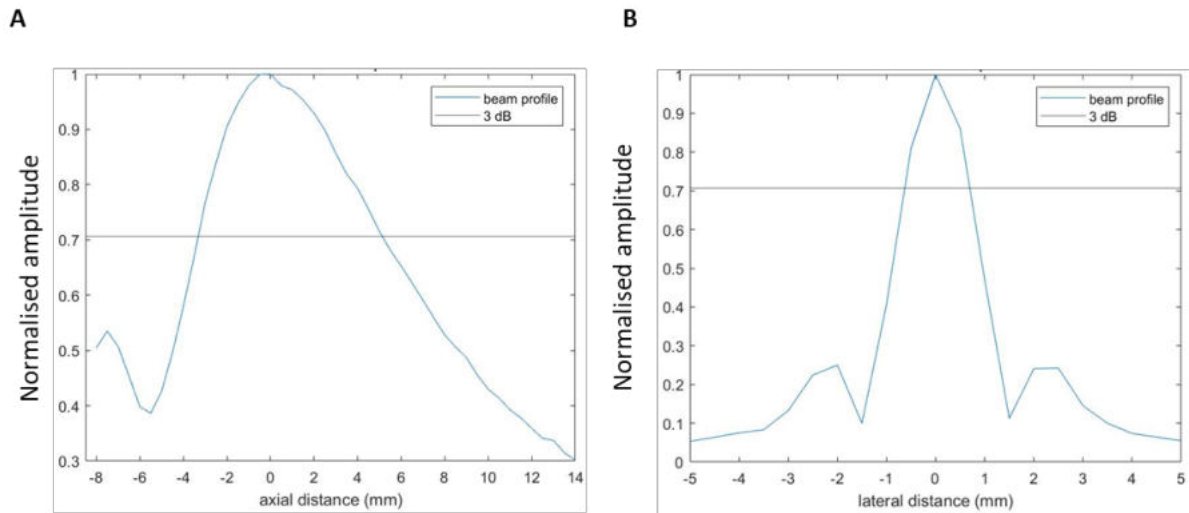 A
B
Normalised amplitude
1
0.9
0.8
0.7
0.6
0.5
0.4
0.3
-8 -6 -4 -2 0 2 4 6 8 10 12 14
axial distance (mm)
beam profile
3 dB
Normalised amplitude
1
0.9
0.8
0.7
0.6
0.5
0.4
0.3
0.2
0.1
0
-5 -4 -3 -2 -1 0 1 2 3 4 5
lateral distance (mm)
beam profile
3 dB